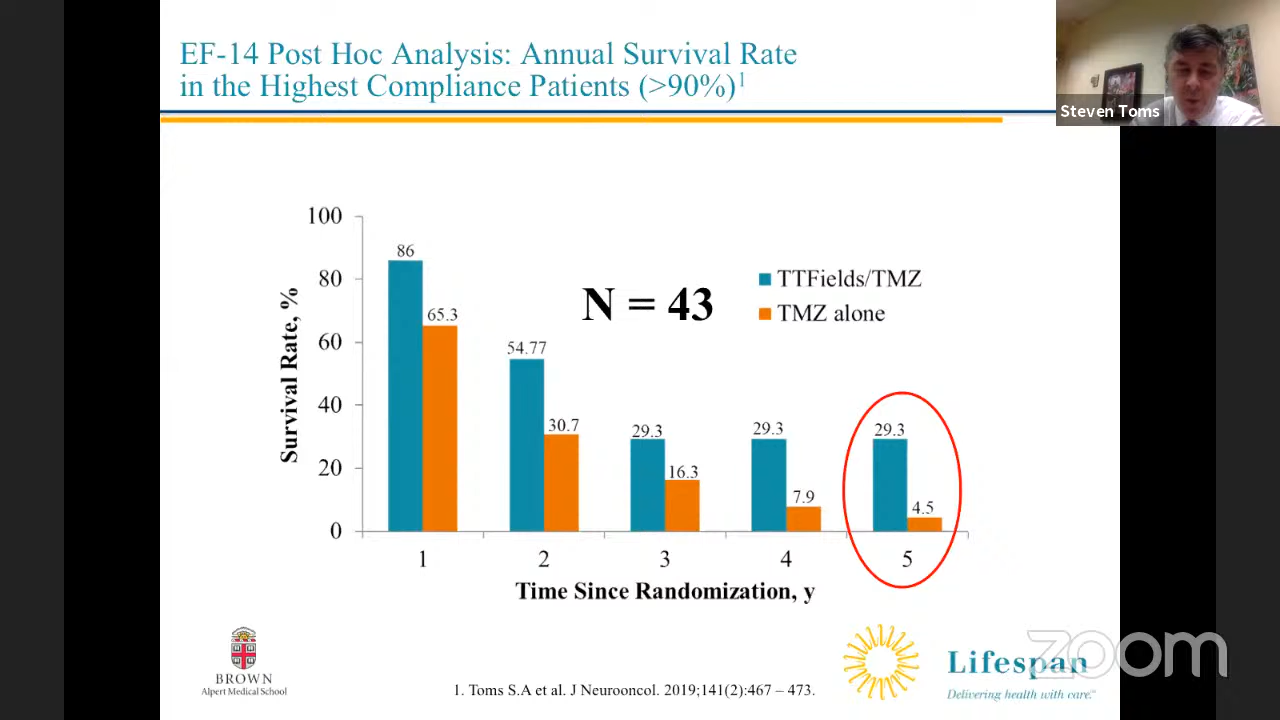 EF-14 Post Hoc Analysis: Annual Survival Rate
in the Highest Compliance Patients (>90%)1
Steven Toms
Survival Rate, %
100
80
60
40
20
0
N = 43
TTFields/TMZ
TMZ alone
86
65.3
54.77
30.7
29.3
16.3
29.3
7.9
29.3
4.5
1
2
3
4
5
Time Since Randomization, y
BROWN
Alpert Medical School
1. Toms S.A et al. J Neurooncol. 2019;141(2):467 – 473.
Lifespan
Delivering health with care.
zoom